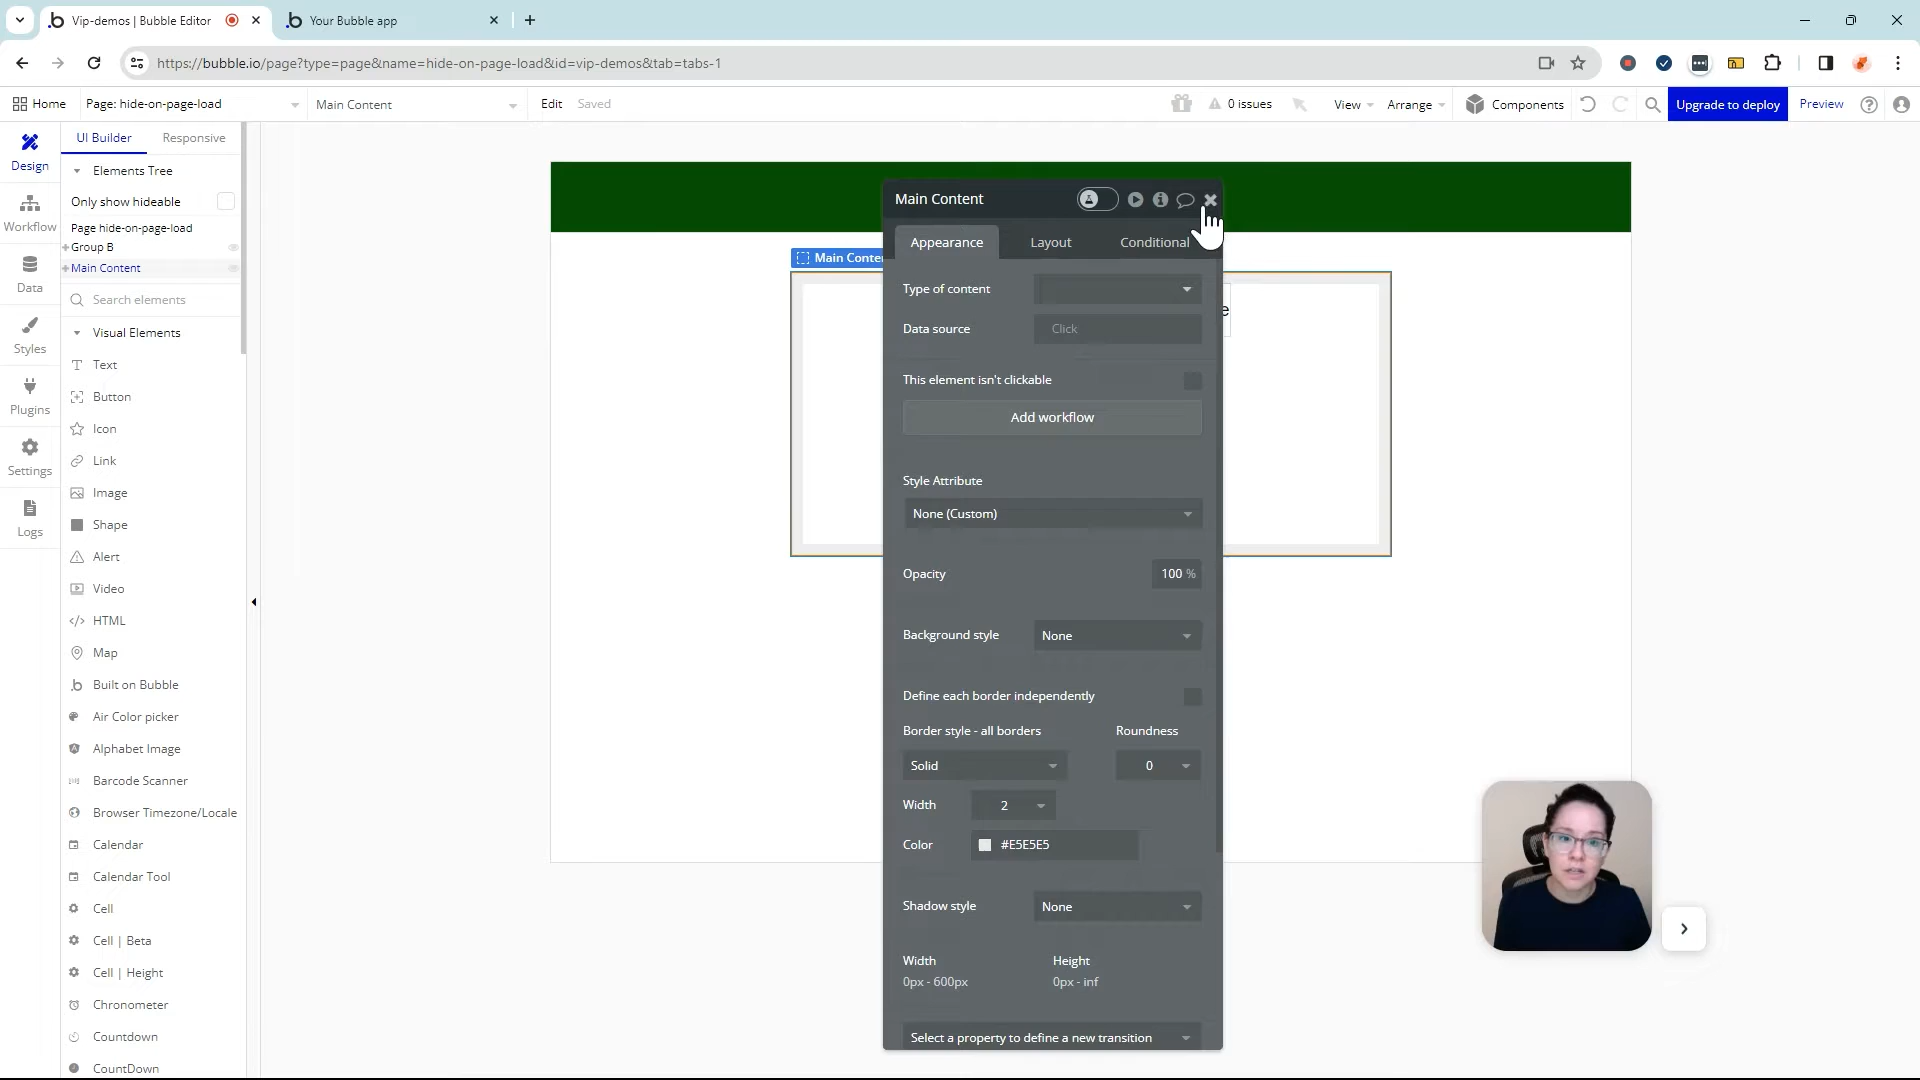 Vip-demos | Bubble Editor
Your Bubble app
https://bubble.io/page?type=page&name=hide-on-page-load&id=vip-demos&tab=tabs-1
Home
Page: hide-on-page-load
Main Content
Edit
Saved
0 issues
View
Arrange
Components
Upgrade to deploy
Preview
Design
Workflow
Data
Styles
Plugins
Settings
Logs
UI Builder
Responsive
Elements Tree
Only show hideable
Page hide-on-page-load
Group B
Main Content
Search elements
Visual Elements
Text
Button
Icon
Link
Image
Shape
Alert
Video
HTML
Map
Built on Bubble
Air Color picker
Alphabet Image
Barcode Scanner
Browser Timezone/Locale
Calendar
Calendar Tool
Cell
Cell | Beta
Cell | Height
Chronometer
Countdown
CountDown
Main Conte
e
Main Content
Appearance
Layout
Conditional
Type of content
Data source
Click
This element isn't clickable
Add workflow
Style Attribute
None (Custom)
Opacity
100 %
Background style
None
Define each border independently
Border style - all borders
Roundness
Solid
0
Width
2
Color
#E5E5E5
Shadow style
None
Width
Height
0px - 600px
0px - inf
Select a property to define a new transition